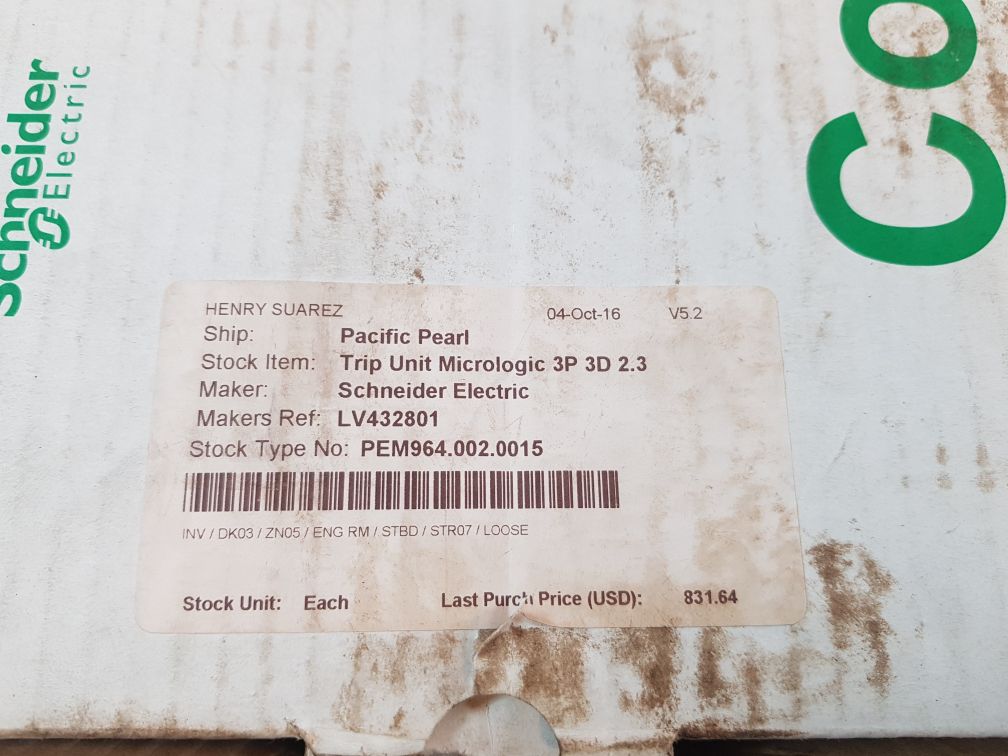 Schneider
Electric
Co
HENRY SUAREZ 04-Oct-16 V5.2
Ship: Pacific Pearl
Stock Item: Trip Unit Micrologic 3P 3D 2.3
Maker: Schneider Electric
Makers Ref: LV432801
Stock Type No: PEM964.002.0015
INV / DK03 / ZN05 / ENG RM / STBD / STR07 / LOOSE
Stock Unit: Each Last Purch Price (USD): 831.64